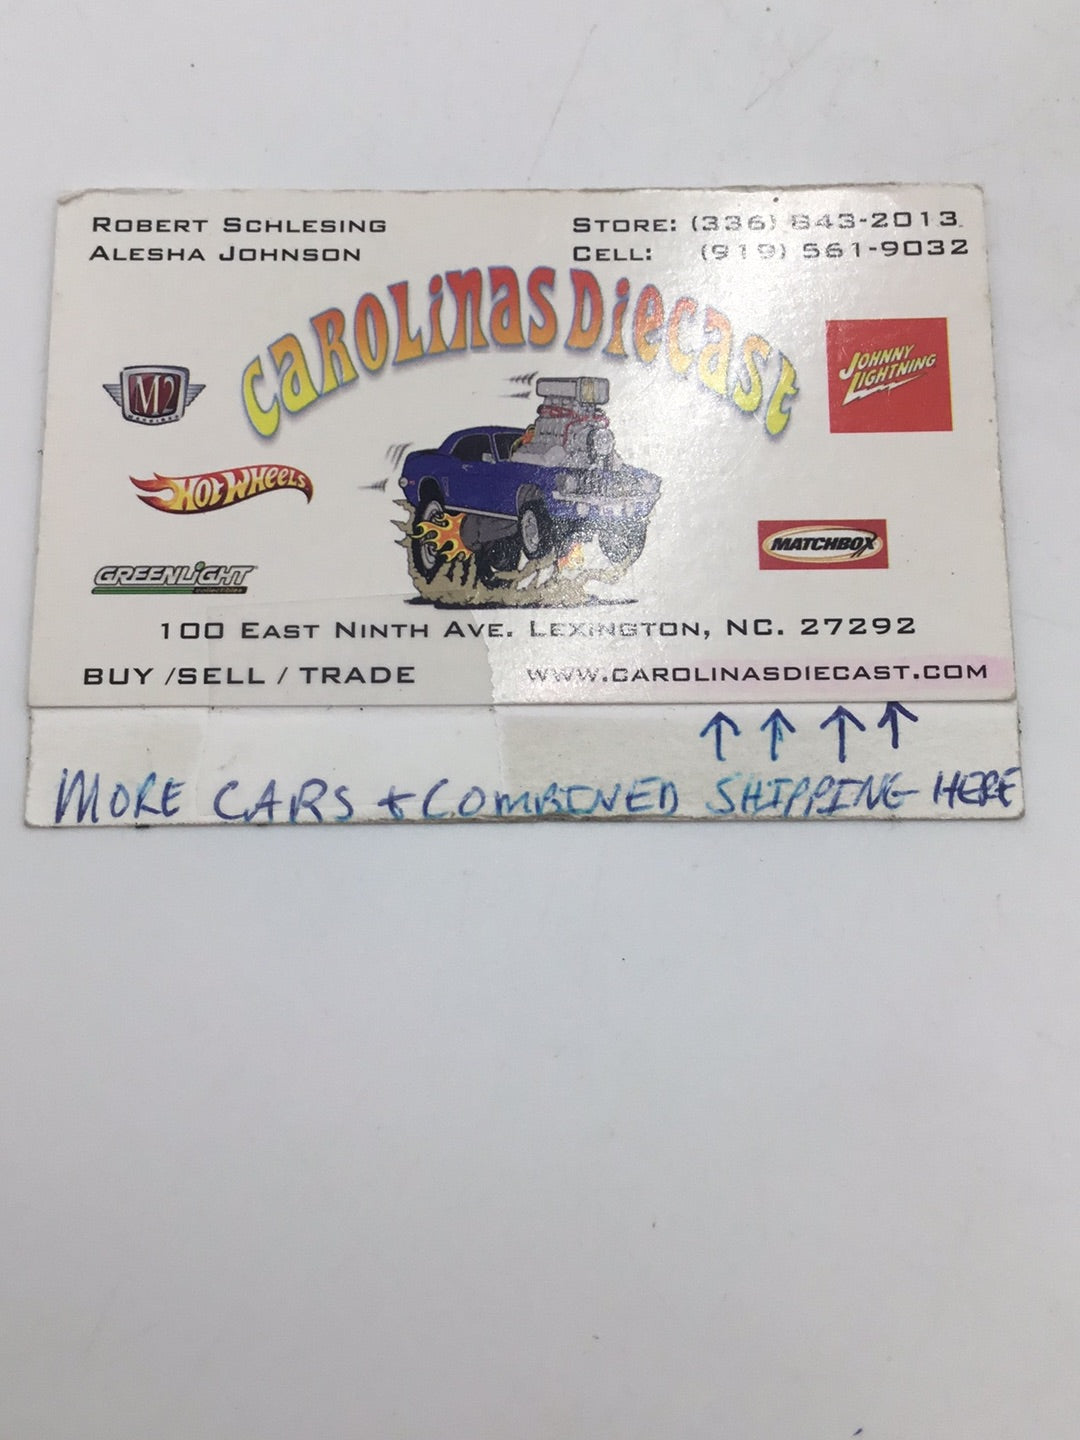 ROBERT SCHLESING
ALESHA JOHNSON
STORE: (336) 843-2013
CELL: (919) 561-9032
CAROLINAS DIECAST
M2
JOHNNY LIGHTNING
HOT WHEELS
MATCHBOX
GREENLIGHT
100 EAST NINTH AVE. LEXINGTON, NC. 27292
BUY /SELL / TRADE
WWW.CAROLINASDIECAST.COM
MORE CARS + COMBINED SHIPPING HERE